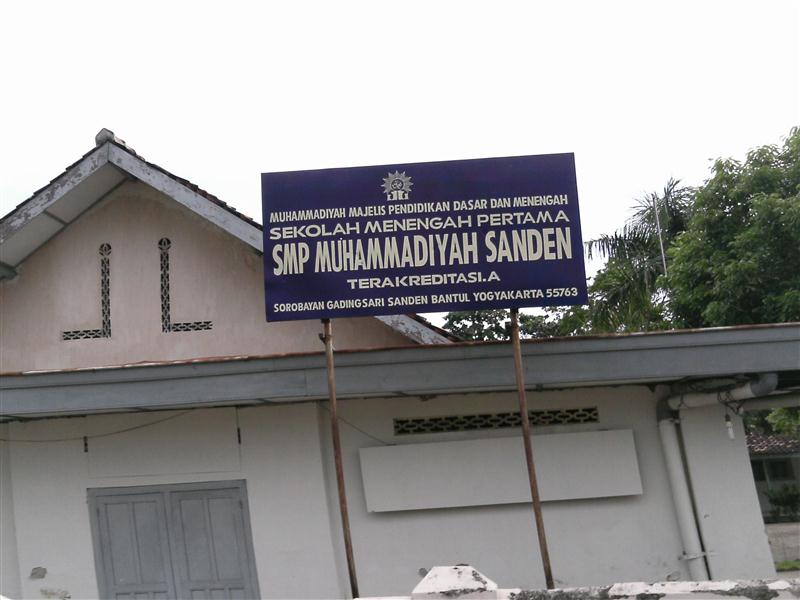 MUHAMMADIYAH MAJELIS PENDIDIKAN DASAR DAN MENENGAH
SEKOLAH MENENGAH PERTAMA
SMP MUHAMMADIYAH SANDEN
TERAKREDITASI.A
SOROBAYAN GADINGSARI SANDEN BANTUL YOGYAKARTA 55763